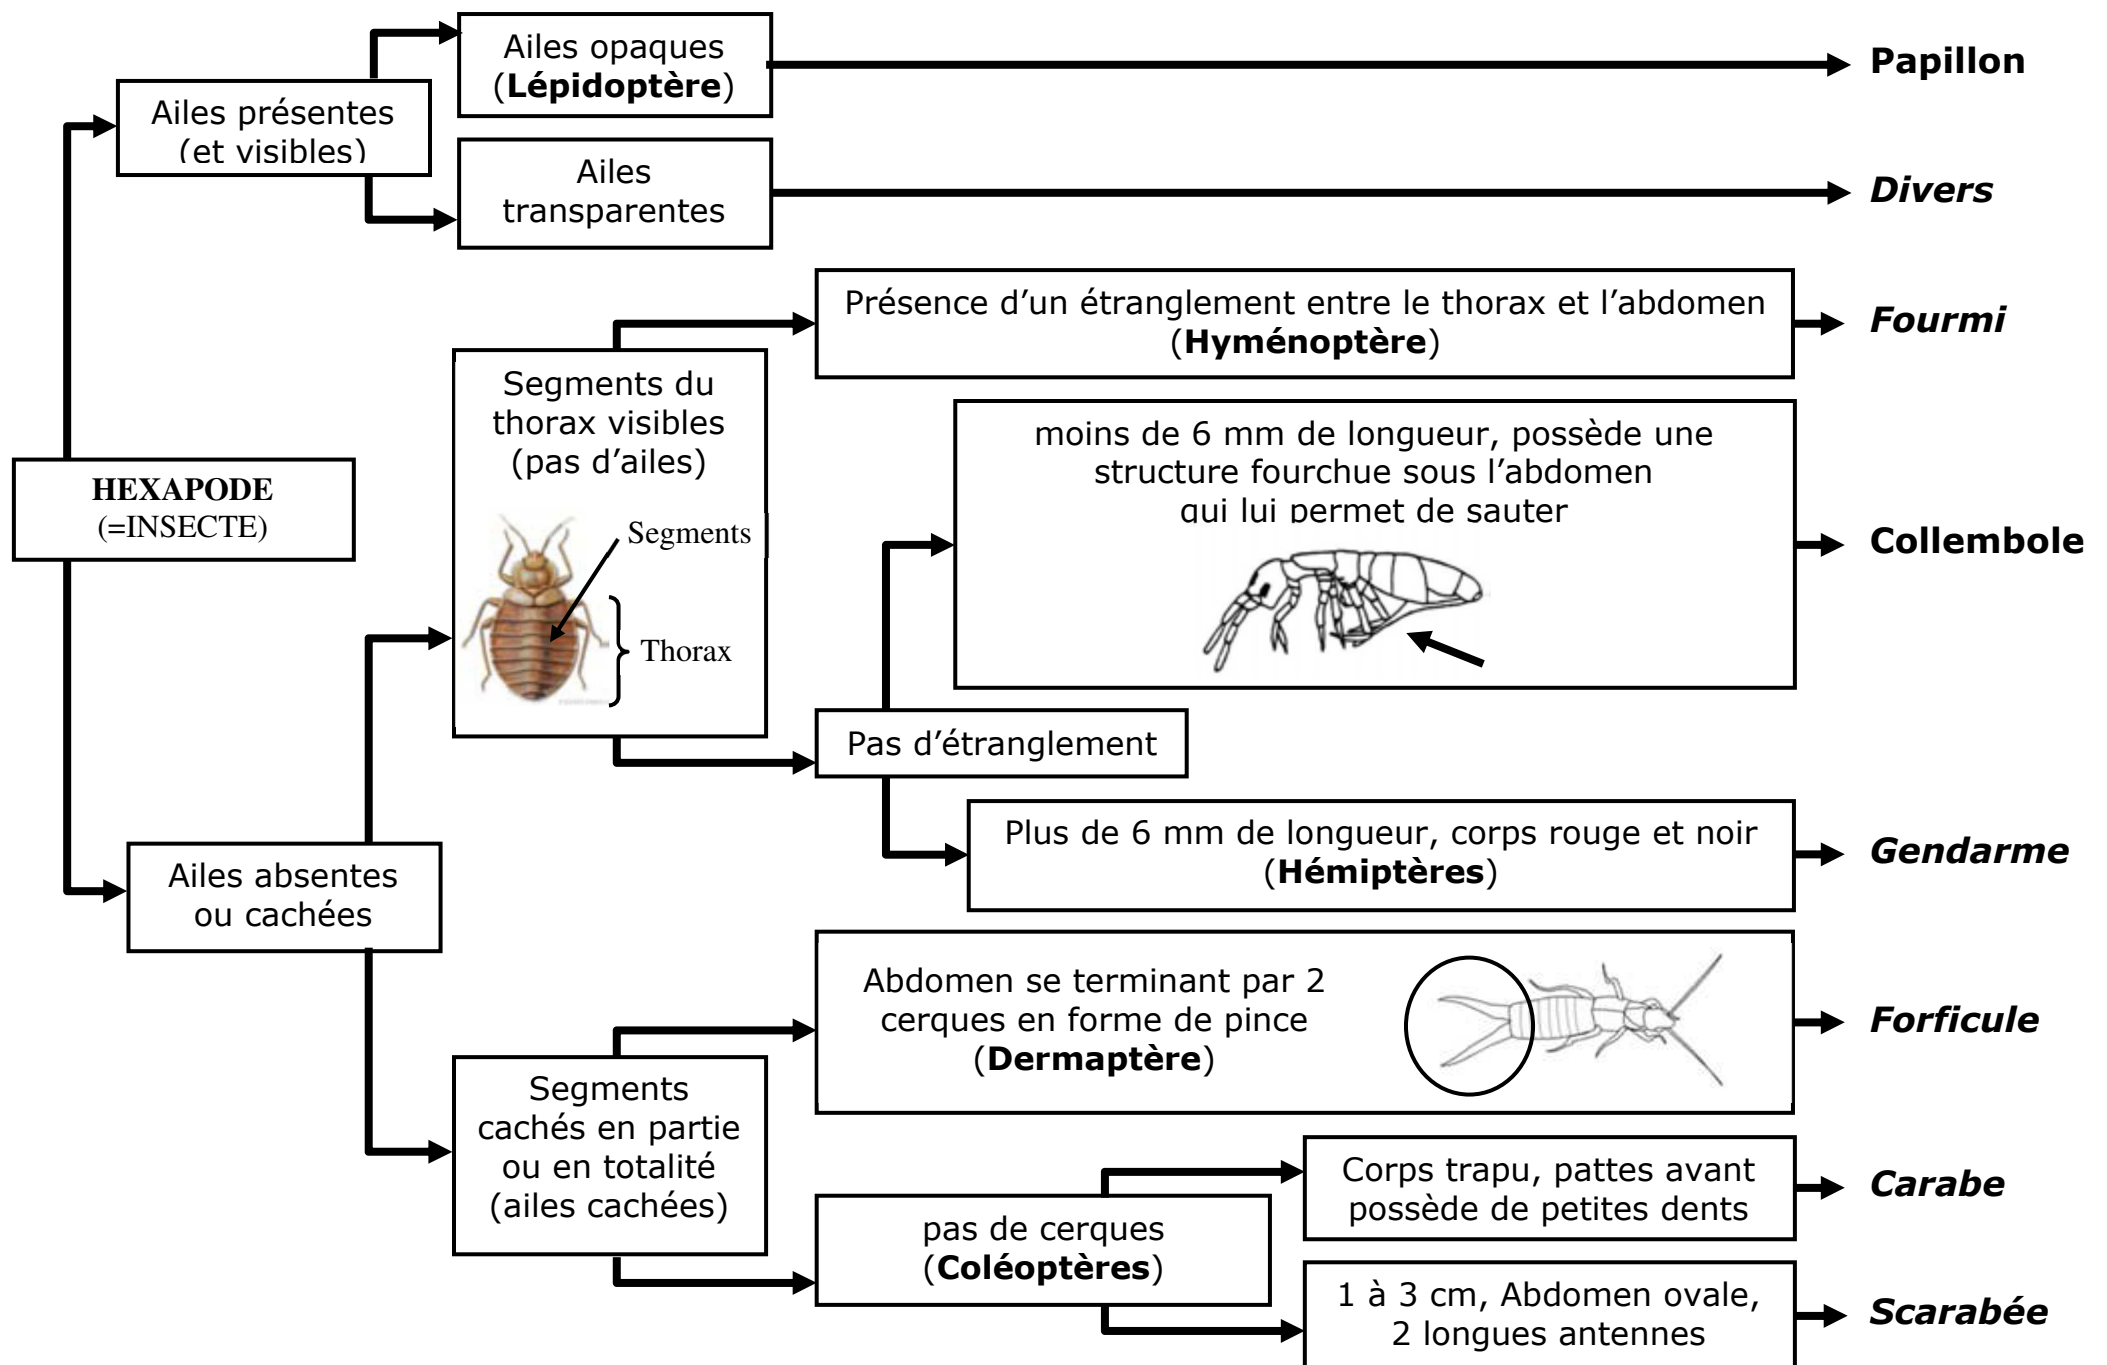 Ailes opaques
(Lépidoptère)
Papillon
Ailes présentes
(et visibles)
Ailes
transparentes
Divers
Présence d’un étranglement entre le thorax et l’abdomen
(Hyménoptère)
Fourmi
Segments du
thorax visibles
(pas d’ailes)
Segments
Thorax
HEXAPODE
(=INSECTE)
moins de 6 mm de longueur, possède une
structure fourchue sous l’abdomen
qui lui permet de sauter
Collembole
Pas d’étranglement
Plus de 6 mm de longueur, corps rouge et noir
(Hémiptères)
Gendarme
Ailes absentes
ou cachées
Abdomen se terminant par 2
cerques en forme de pince
(Dermaptère)
Forficule
Segments
cachés en partie
ou en totalité
(ailes cachées)
Corps trapu, pattes avant
possède de petites dents
Carabe
pas de cerques
(Coléoptères)
1 à 3 cm, Abdomen ovale,
2 longues antennes
Scarabée